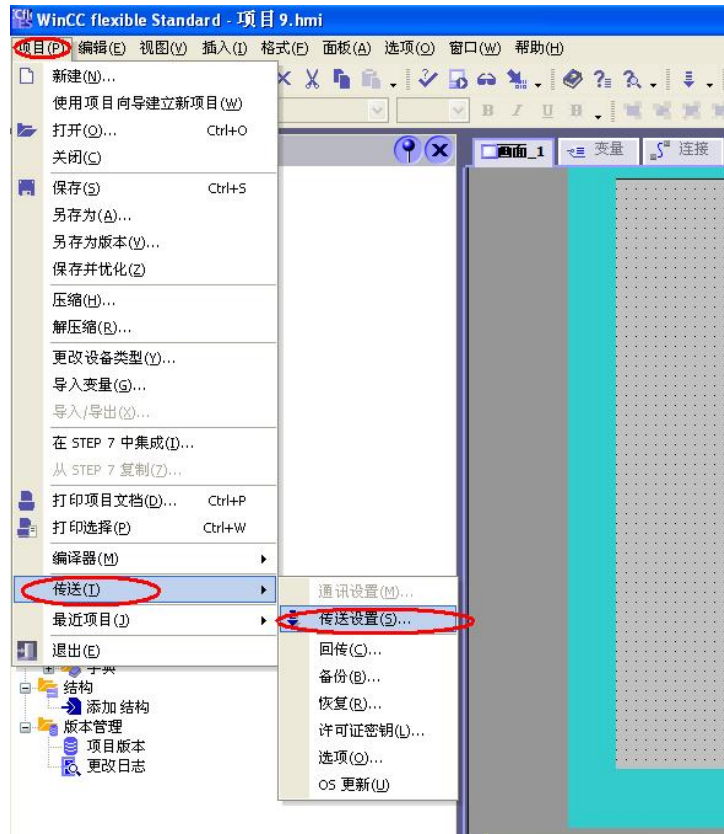 WinCC flexible Standard - 项目9.hmi
项目(P) 编辑(E) 视图(V) 插入(I) 格式(F) 面板(A) 选项(O) 窗口(W) 帮助(H)
新建(N)...
使用项目向导建立新项目(W)
打开(O)... Ctrl+O
关闭(C)
画面_1 变量 连接
保存(S) Ctrl+S
另存为(A)...
另存为版本(V)...
保存并优化(Z)
压缩(H)...
解压缩(R)...
更改设备类型(Y)...
导入变量(G)...
导入/导出(X)...
在 STEP 7 中集成(I)...
从 STEP 7 复制(7)...
打印项目文档(D)... Ctrl+P
打印选择(P) Ctrl+W
编译器(M)
传送(T)
最近项目(J)
退出(E)
通讯设置(M)...
传送设置(S)...
回传(C)...
备份(B)...
恢复(R)...
许可证密钥(L)...
选项(O)...
OS 更新(U)
字典
结构
添加 结构
版本管理
项目版本
更改日志